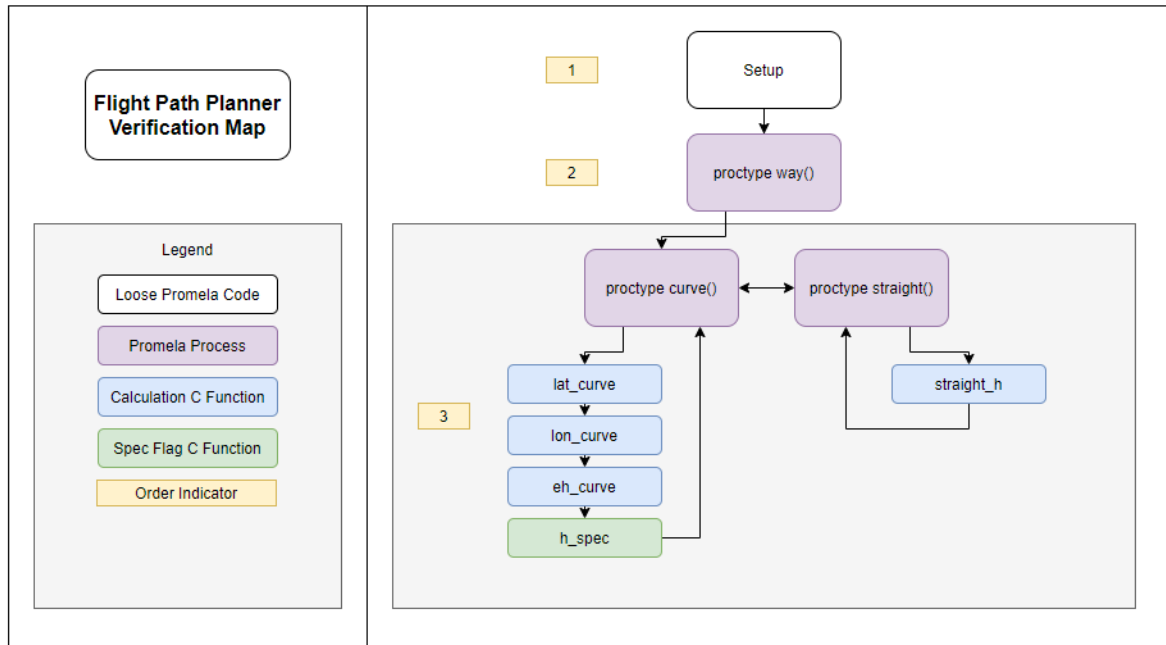 Flight Path Planner
Verification Map
Legend
Loose Promela Code
Promela Process
Calculation C Function
Spec Flag C Function
Order Indicator
1
Setup
2
proctype way()
proctype curve()
proctype straight()
3
lat_curve
straight_h
lon_curve
eh_curve
h_spec